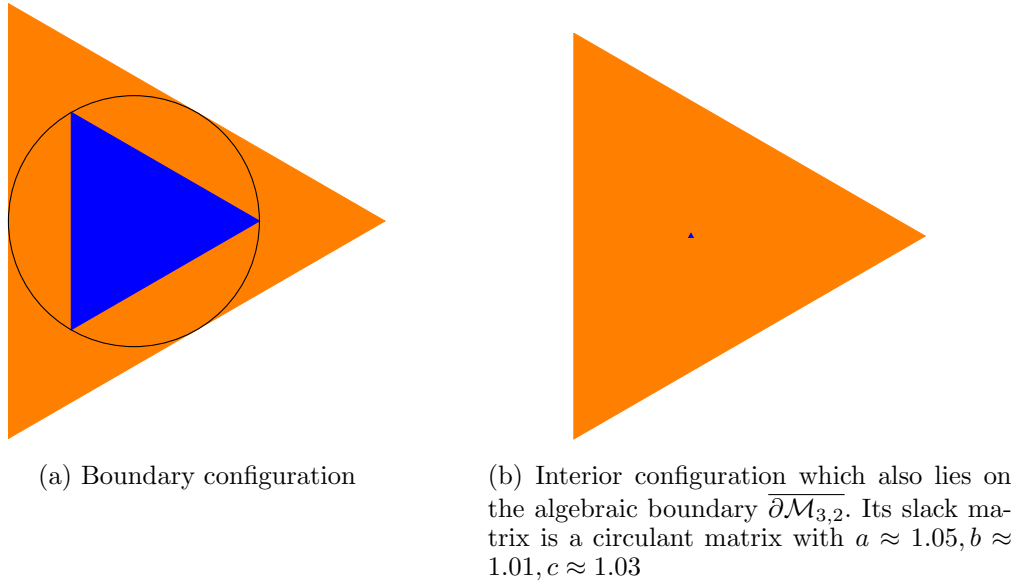 (a) Boundary configuration
(b) Interior configuration which also lies on
the algebraic boundary $\overline{\partial\mathcal{M}_{3,2}}$. Its slack ma-
trix is a circulant matrix with $a \approx 1.05, b \approx$
$1.01, c \approx 1.03$